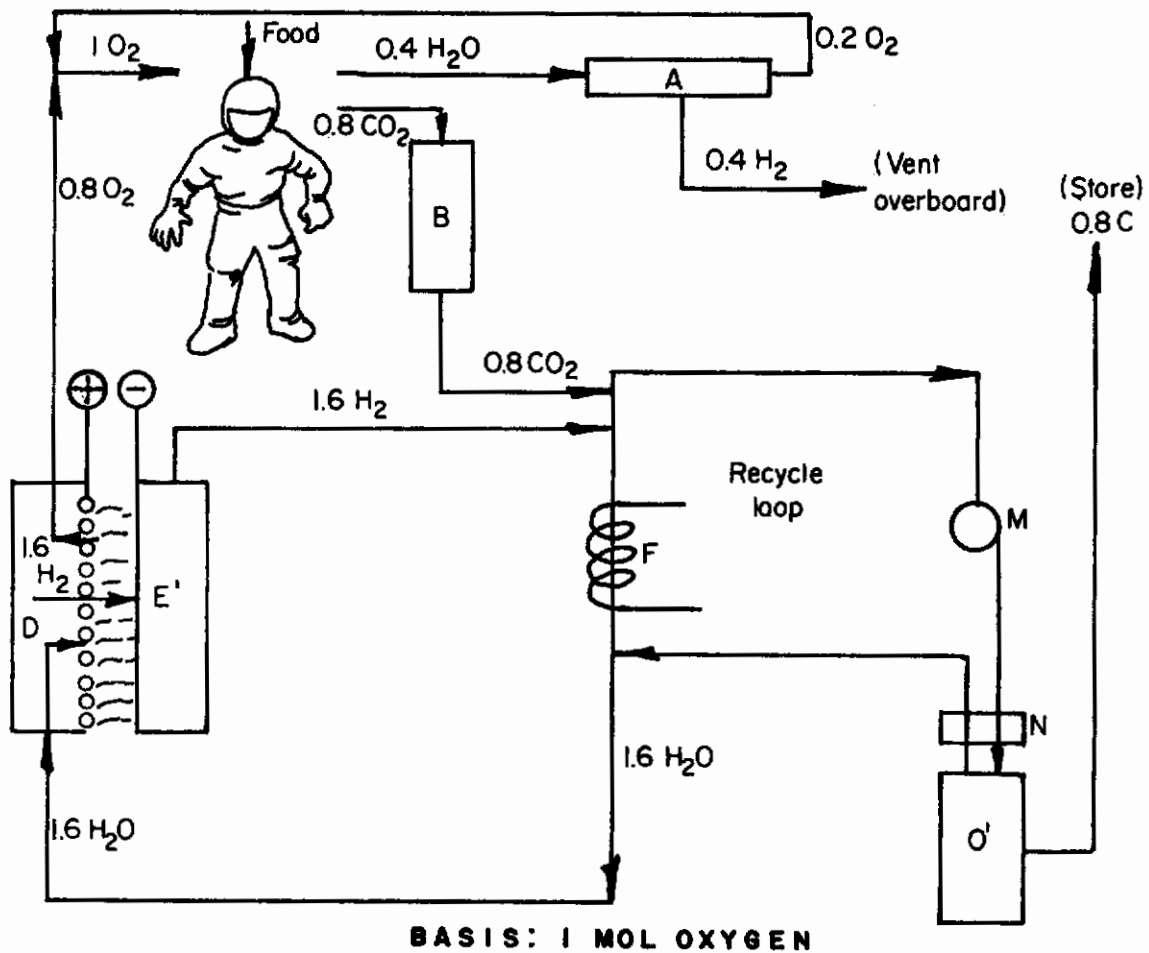 1 O₂
Food
0.4 H₂O
A
0.2 O₂
0.8 CO₂
0.8 O₂
B
0.4 H₂
(Vent
overboard)
(Store)
0.8 C
0.8 CO₂
+
−
1.6 H₂
Recycle
loop
M
1.6
H₂
D
E'
F
N
1.6 H₂O
O'
1.6 H₂O
BASIS: 1 MOL OXYGEN